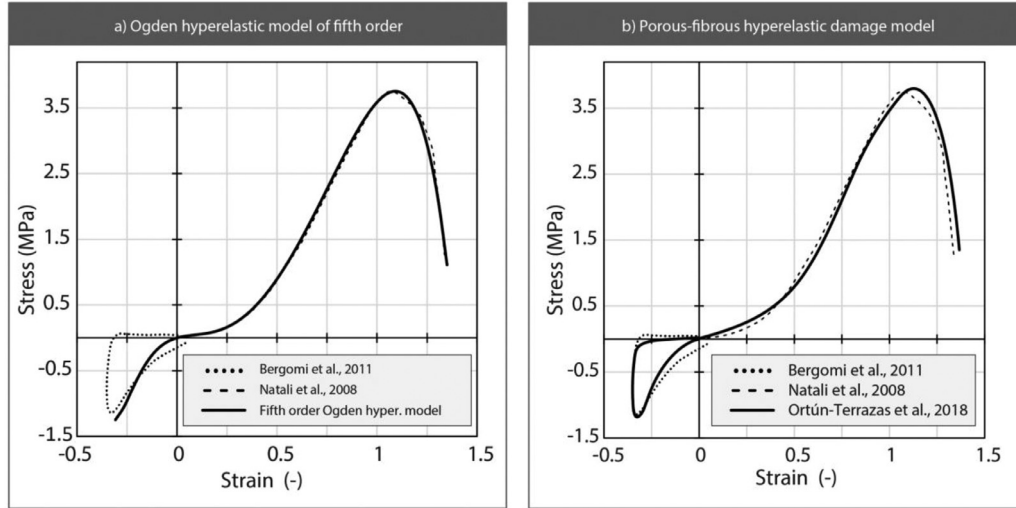 a) Ogden hyperelastic model of fifth order
Stress (MPa)
3.5
2.5
1.5
0.5
-0.5
-1.5
Bergomi et al., 2011
Natali et al., 2008
Fifth order Ogden hyper. model
-0.5 0 0.5 1 1.5
Strain (-)
b) Porous-fibrous hyperelastic damage model
Stress (MPa)
3.5
2.5
1.5
0.5
-0.5
-1.5
Bergomi et al., 2011
Natali et al., 2008
Ortún-Terrazas et al., 2018
-0.5 0 0.5 1 1.5
Strain (-)